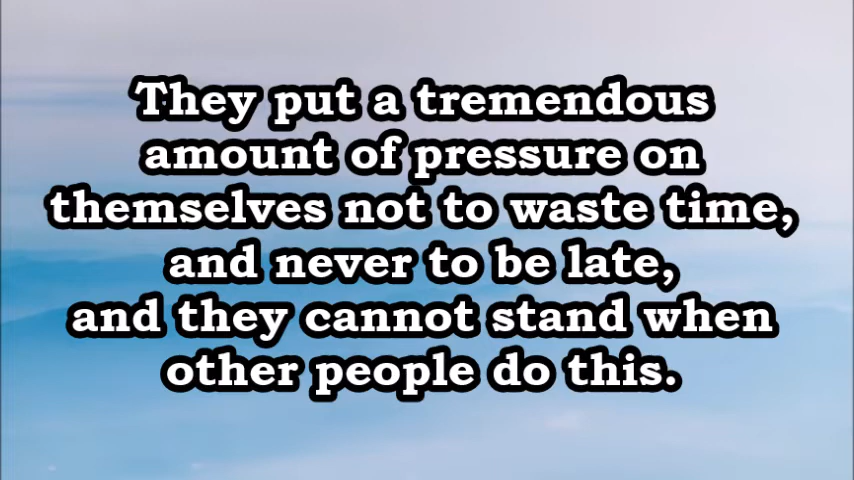 They put a tremendous
amount of pressure on
themselves not to waste time,
and never to be late,
and they cannot stand when
other people do this.